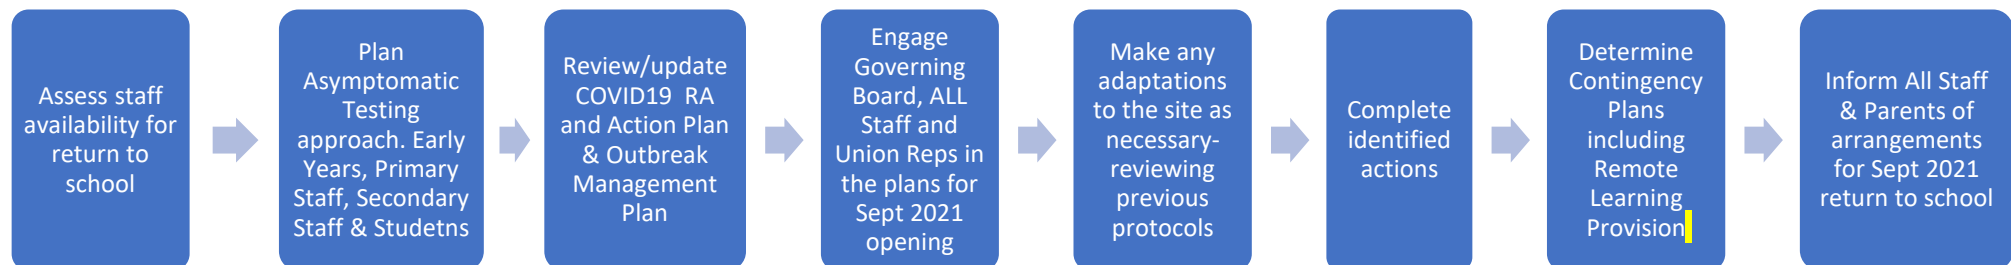 Assess staff
availability for
return to
school
Plan
Asymptomatic
Testing
approach. Early
Years, Primary
Staff, Secondary
Staff & Studetns
Review/update
COVID19  RA
and Action Plan
& Outbreak
Management
Plan
Engage
Governing
Board, ALL
Staff and
Union Reps in
the plans for
Sept 2021
opening
Make any
adaptations
to the site as
necessary-
reviewing
previous
protocols
Complete
identified
actions
Determine
Contingency
Plans
including
Remote
Learning
Provision
Inform All Staff
& Parents of
arrangements
for Sept 2021
return to school